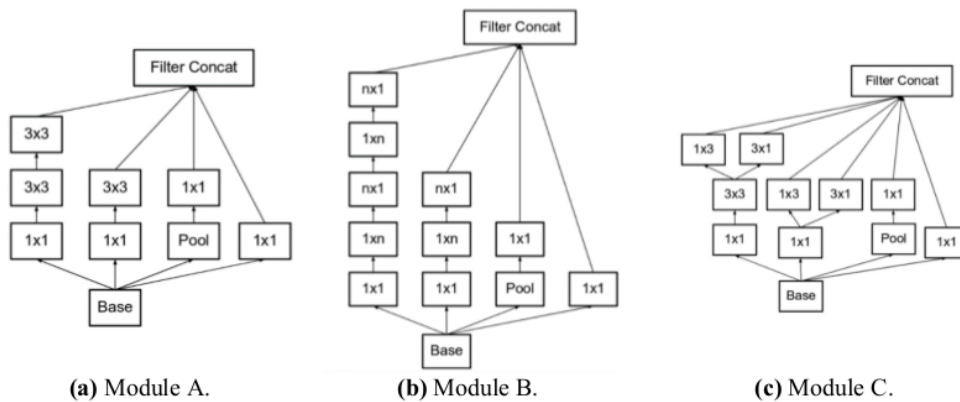 Filter Concat
3x3
3x3 3x3 1x1
1x1 1x1 Pool 1x1
Base
(a) Module A.
Filter Concat
nx1
1xn
nx1 nx1
1xn 1xn 1x1
1x1 1x1 Pool 1x1
Base
(b) Module B.
Filter Concat
1x3 3x1
3x3 1x3 3x1 1x1
1x1 1x1 Pool 1x1
Base
(c) Module C.